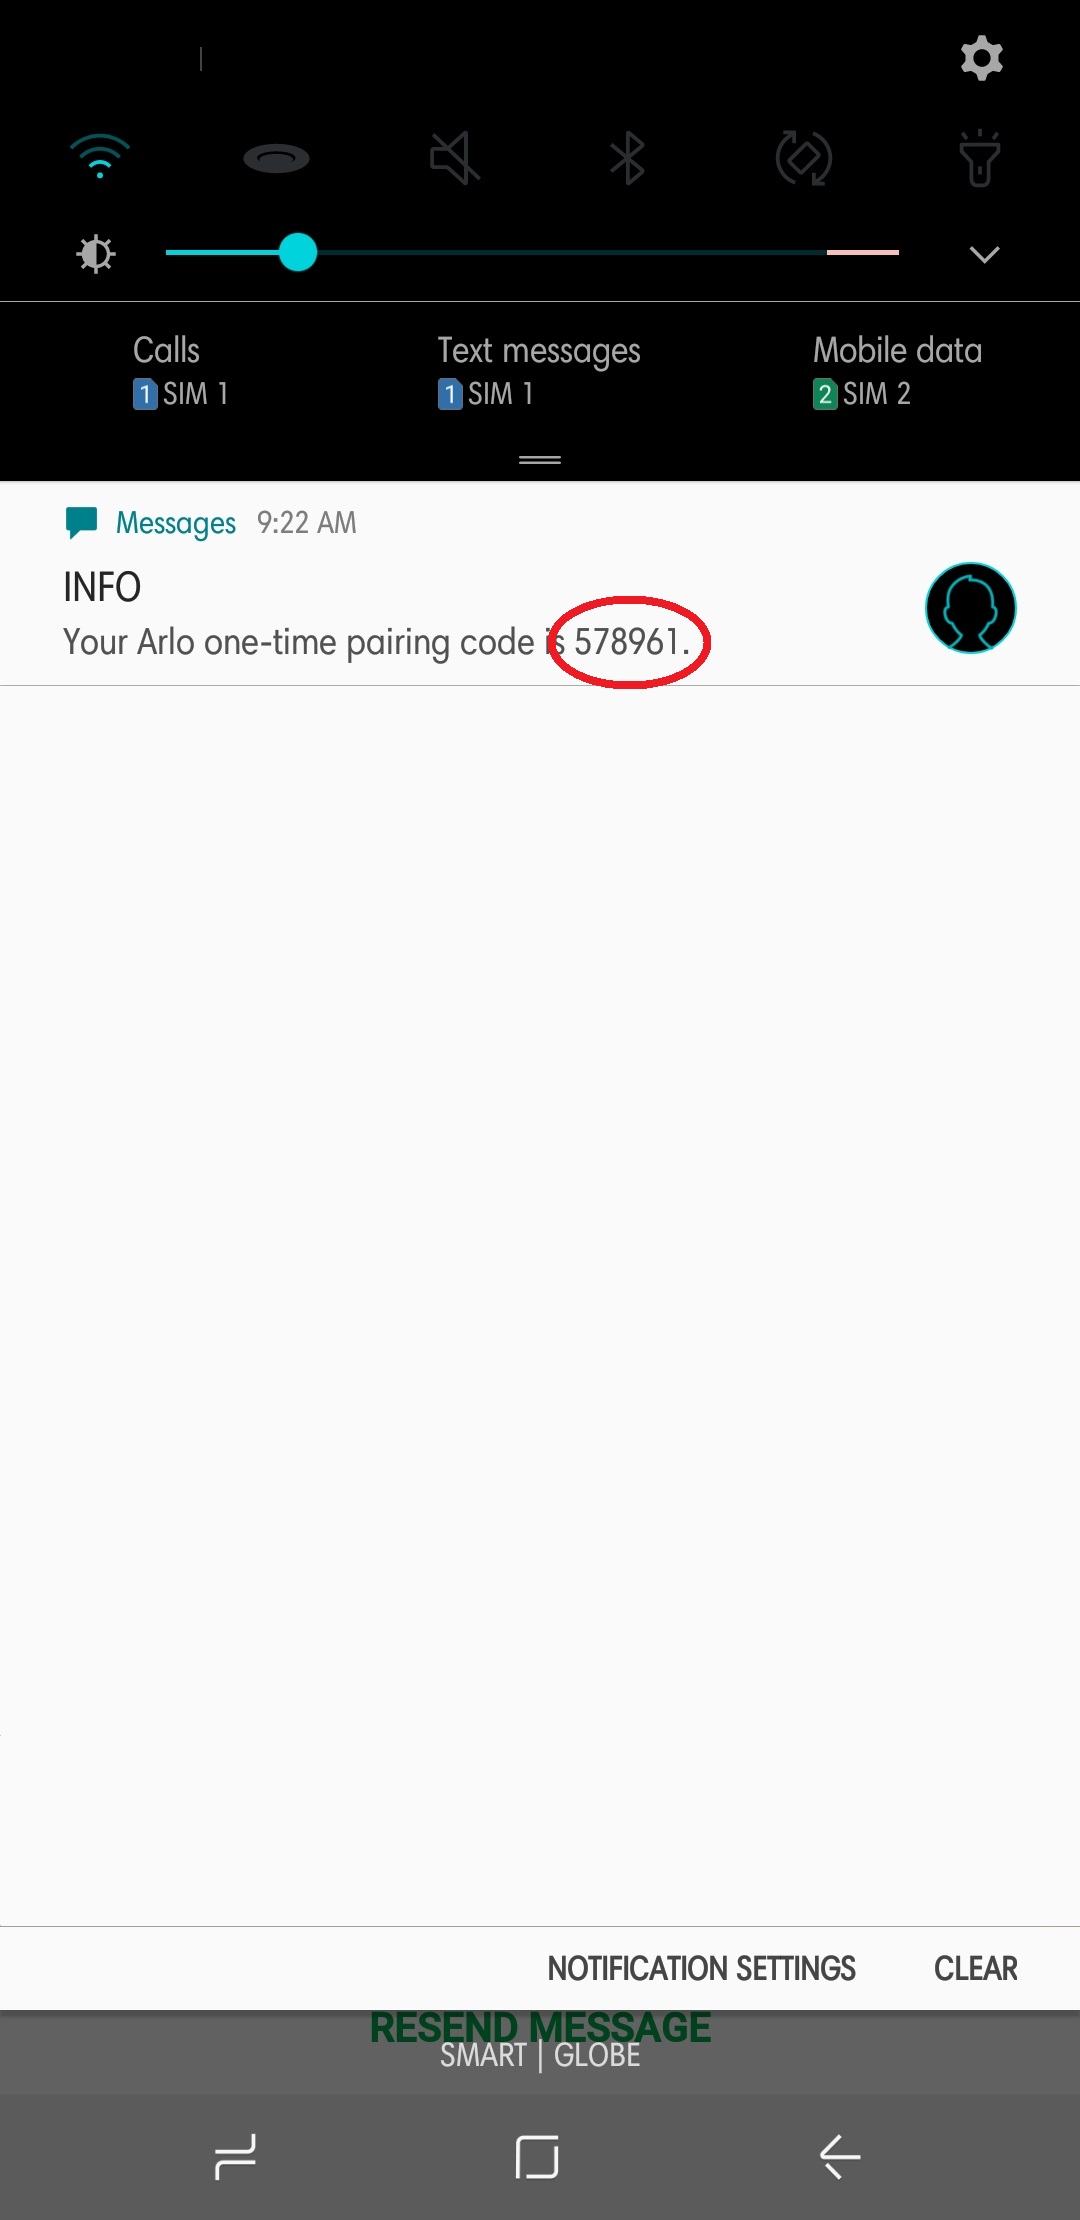 Calls
1 SIM 1
Text messages
1 SIM 1
Mobile data
2 SIM 2
Messages 9:22 AM
INFO
Your Arlo one-time pairing code is 578961.
NOTIFICATION SETTINGS CLEAR
RESEND MESSAGE
SMART | GLOBE